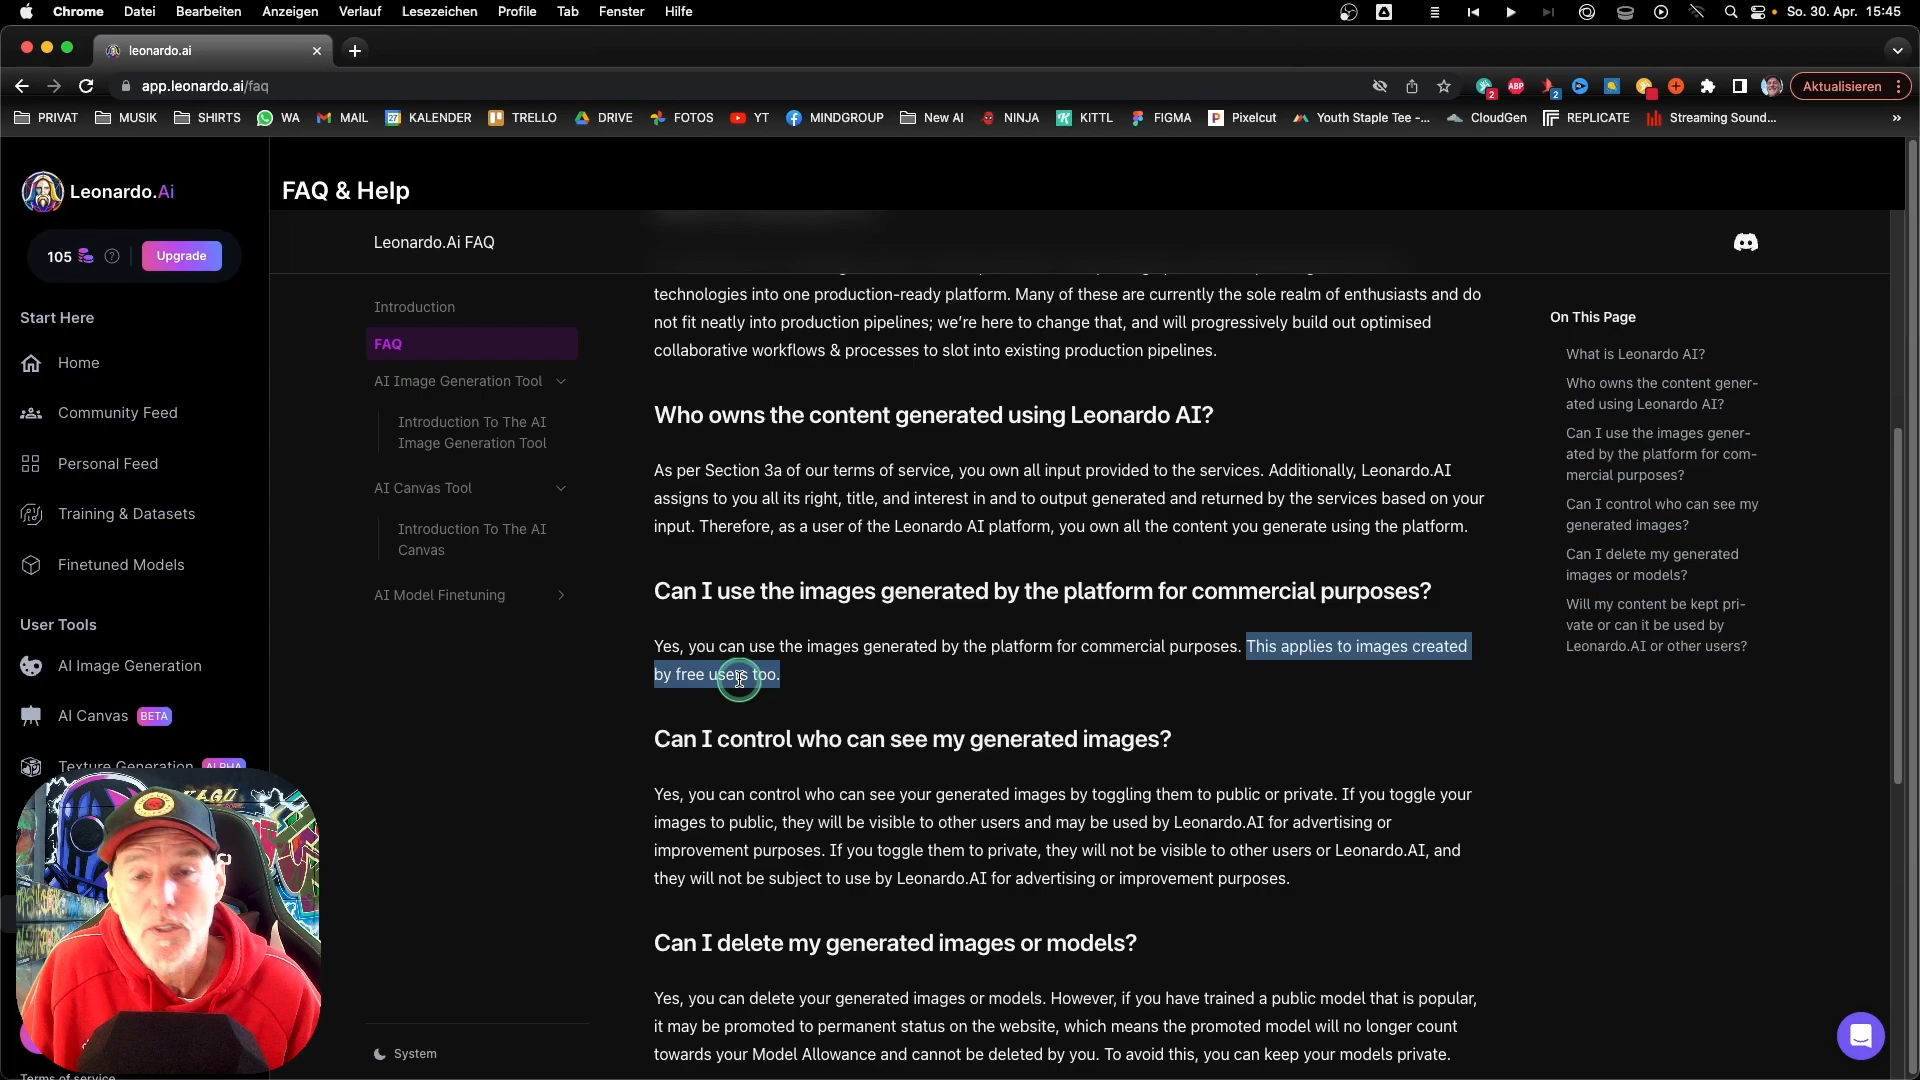 Chrome Datei Bearbeiten Anzeigen Verlauf Lesezeichen Profile Tab Fenster Hilfe So. 30. Apr. 15:45
leonardo.ai
app.leonardo.ai/faq
2 ABP 2 Aktualisieren
PRIVAT MUSIK SHIRTS WA MAIL 27 KALENDER TRELLO DRIVE FOTOS YT MINDGROUP New AI NINJA KITTL FIGMA Pixelcut Youth Staple Tee -... CloudGen REPLICATE Streaming Sound... »
Leonardo.Ai
105 Upgrade
Start Here
Home
Community Feed
Personal Feed
Training & Datasets
Finetuned Models
User Tools
AI Image Generation
AI Canvas BETA
Texture Generation ALPHA
Terms of service
FAQ & Help
Leonardo.Ai FAQ
Introduction
FAQ
AI Image Generation Tool
Introduction To The AI
Image Generation Tool
AI Canvas Tool
Introduction To The AI
Canvas
AI Model Finetuning
System
technologies into one production-ready platform. Many of these are currently the sole realm of enthusiasts and do
not fit neatly into production pipelines; we're here to change that, and will progressively build out optimised
collaborative workflows & processes to slot into existing production pipelines.
Who owns the content generated using Leonardo AI?
As per Section 3a of our terms of service, you own all input provided to the services. Additionally, Leonardo.AI
assigns to you all its right, title, and interest in and to output generated and returned by the services based on your
input. Therefore, as a user of the Leonardo AI platform, you own all the content you generate using the platform.
Can I use the images generated by the platform for commercial purposes?
Yes, you can use the images generated by the platform for commercial purposes. This applies to images created
by free users too.
Can I control who can see my generated images?
Yes, you can control who can see your generated images by toggling them to public or private. If you toggle your
images to public, they will be visible to other users and may be used by Leonardo.AI for advertising or
improvement purposes. If you toggle them to private, they will not be visible to other users or Leonardo.AI, and
they will not be subject to use by Leonardo.AI for advertising or improvement purposes.
Can I delete my generated images or models?
Yes, you can delete your generated images or models. However, if you have trained a public model that is popular,
it may be promoted to permanent status on the website, which means the promoted model will no longer count
towards your Model Allowance and cannot be deleted by you. To avoid this, you can keep your models private.
On This Page
What is Leonardo AI?
Who owns the content gener-
ated using Leonardo AI?
Can I use the images gener-
ated by the platform for com-
mercial purposes?
Can I control who can see my
generated images?
Can I delete my generated
images or models?
Will my content be kept pri-
vate or can it be used by
Leonardo.AI or other users?